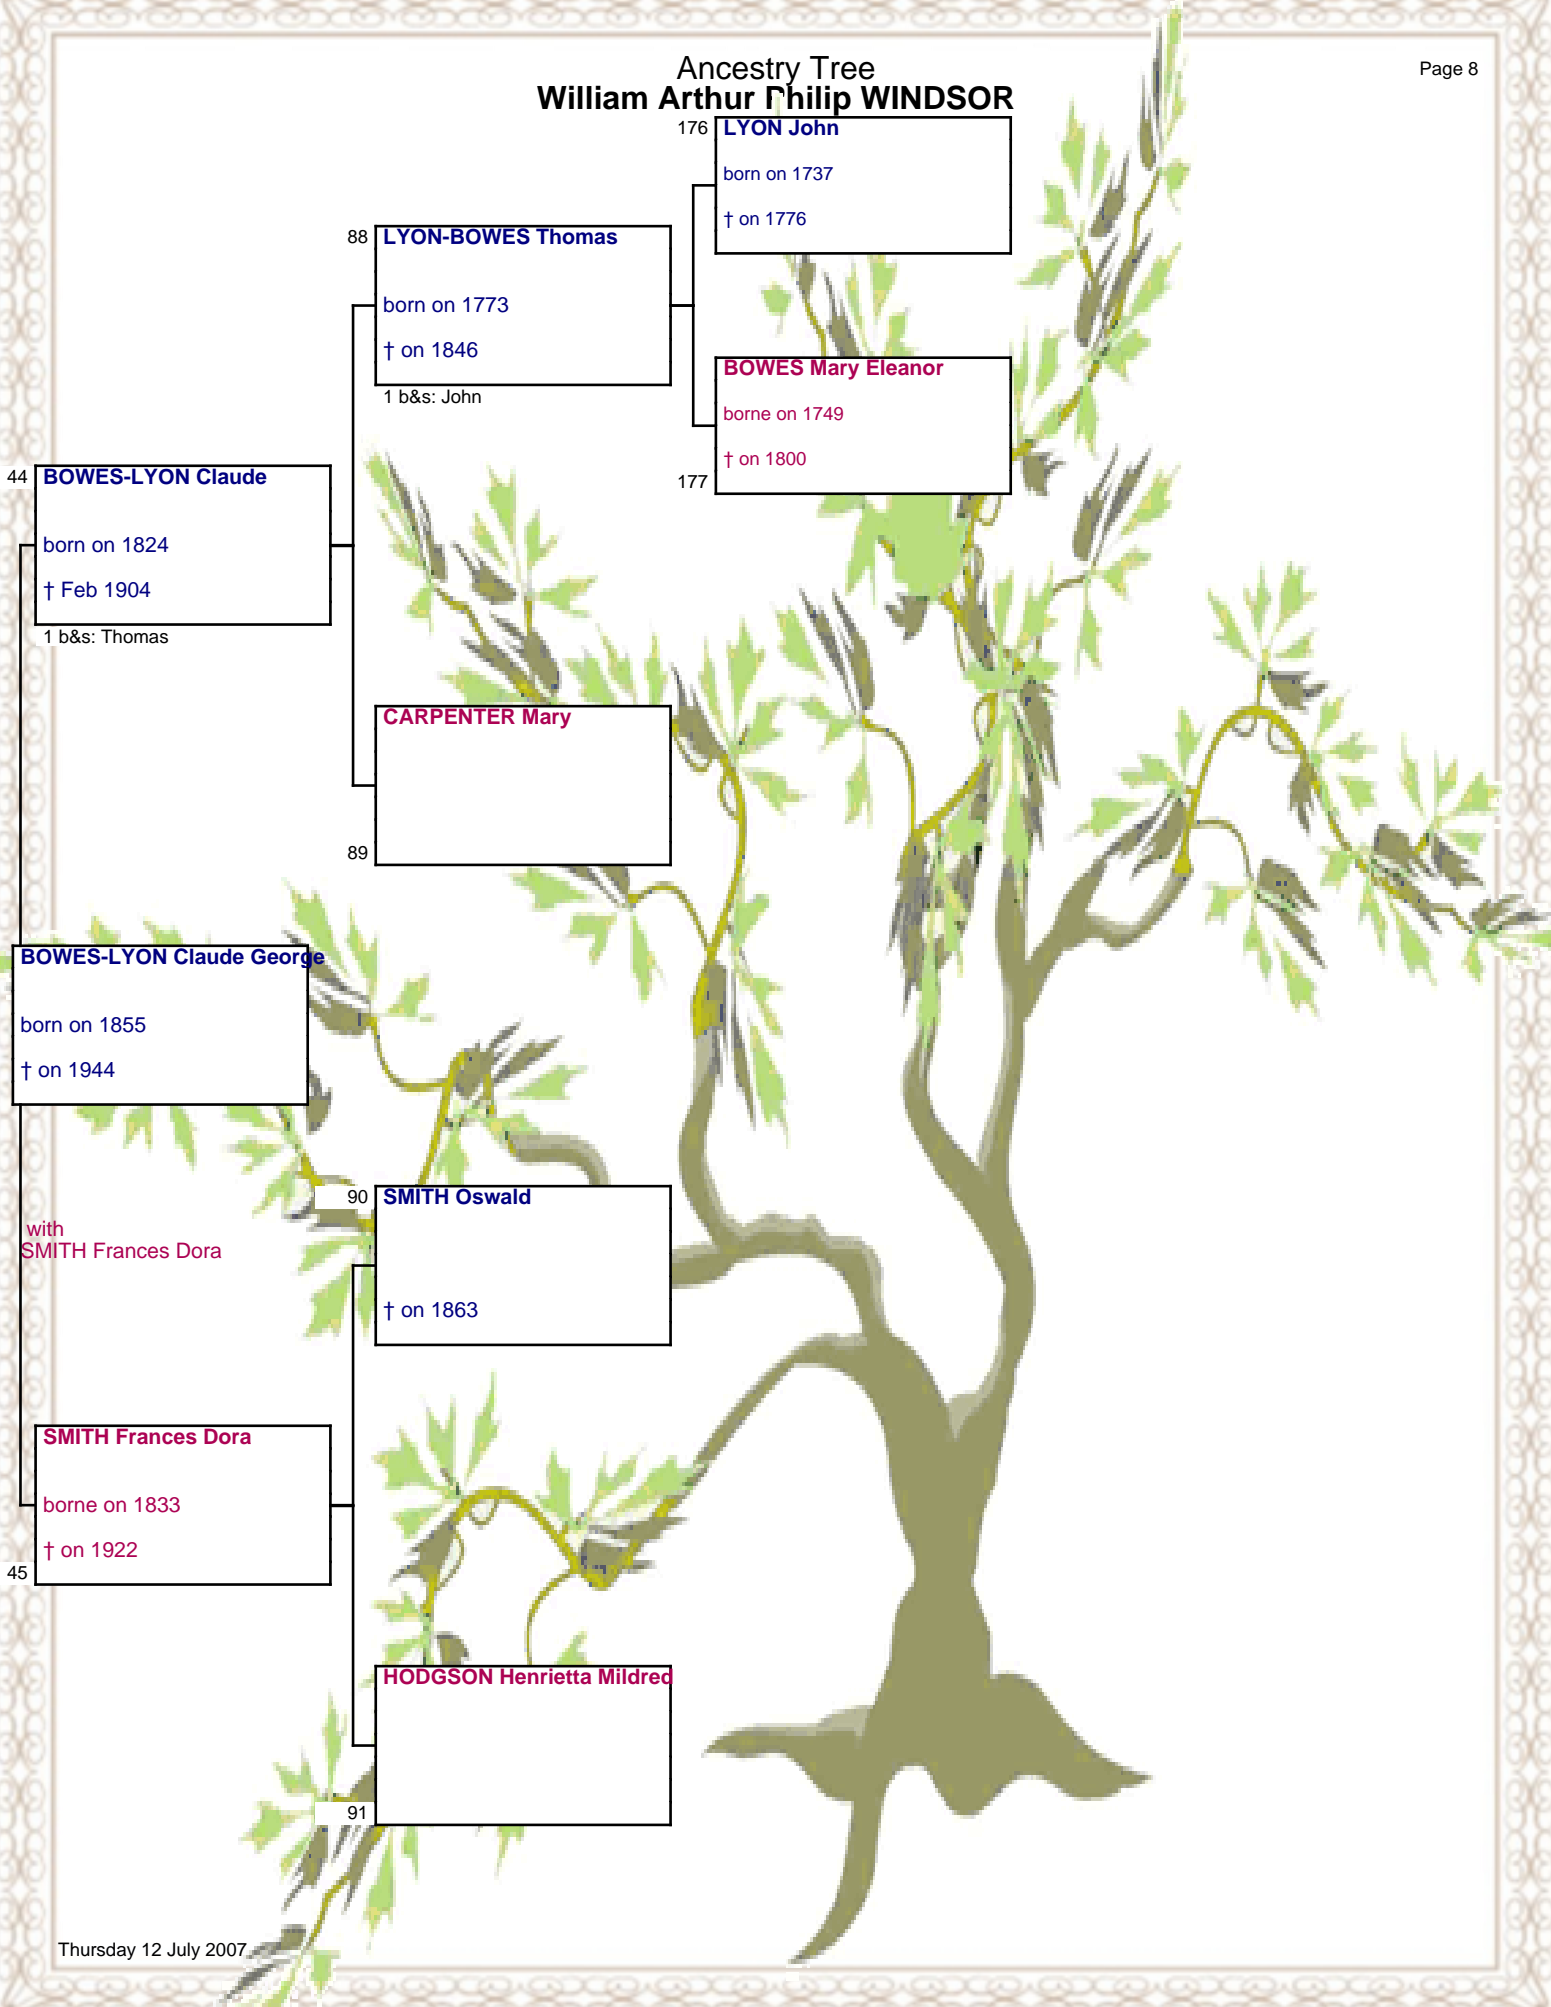 Ancestry Tree
William Arthur Philip WINDSOR
Page 8
176
LYON John
born on 1737
† on 1776
88
LYON-BOWES Thomas
born on 1773
† on 1846
1 b&s: John
BOWES Mary Eleanor
borne on 1749
† on 1800
177
44
BOWES-LYON Claude
born on 1824
† Feb 1904
1 b&s: Thomas
CARPENTER Mary
89
BOWES-LYON Claude George
born on 1855
† on 1944
with
SMITH Frances Dora
90
SMITH Oswald
† on 1863
SMITH Frances Dora
borne on 1833
† on 1922
45
HODGSON Henrietta Mildred
91
Thursday 12 July 2007